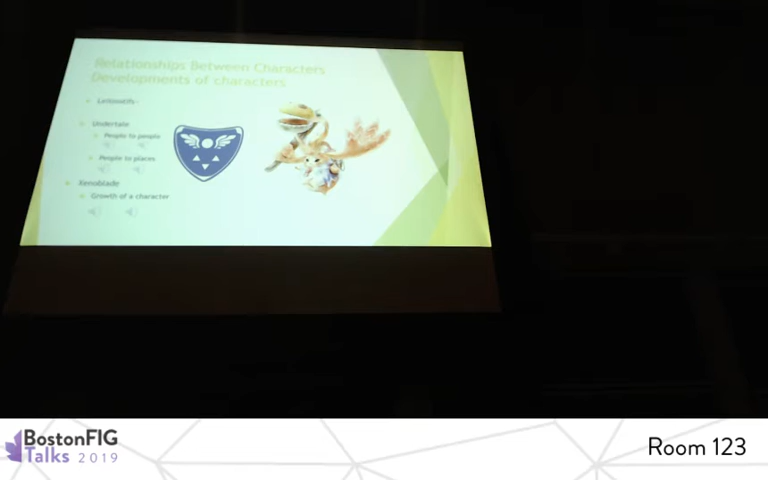 Relationships Between Characters
Developments of characters
Leitmotifs-
Undertale
People to people
People to places
Xenoblade
Growth of a character
BostonFIG
Talks 2019
Room 123